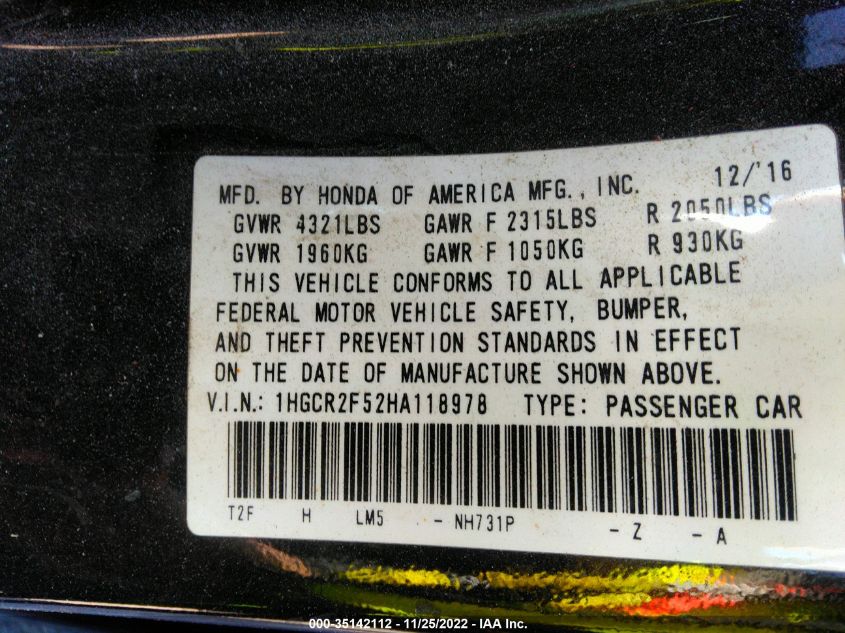 MFD. BY HONDA OF AMERICA MFG., INC. 12/'16
GVWR 4321LBS GAWR F 2315LBS R 2050LBS
GVWR 1960KG GAWR F 1050KG R 930KG
THIS VEHICLE CONFORMS TO ALL APPLICABLE
FEDERAL MOTOR VEHICLE SAFETY, BUMPER,
AND THEFT PREVENTION STANDARDS IN EFFECT
ON THE DATE OF MANUFACTURE SHOWN ABOVE.
V.I.N.: 1HGCR2F52HA118978 TYPE: PASSENGER CAR
T2F H LM5 - NH731P - Z - A
000-35142112 - 11/25/2022 - IAA Inc.